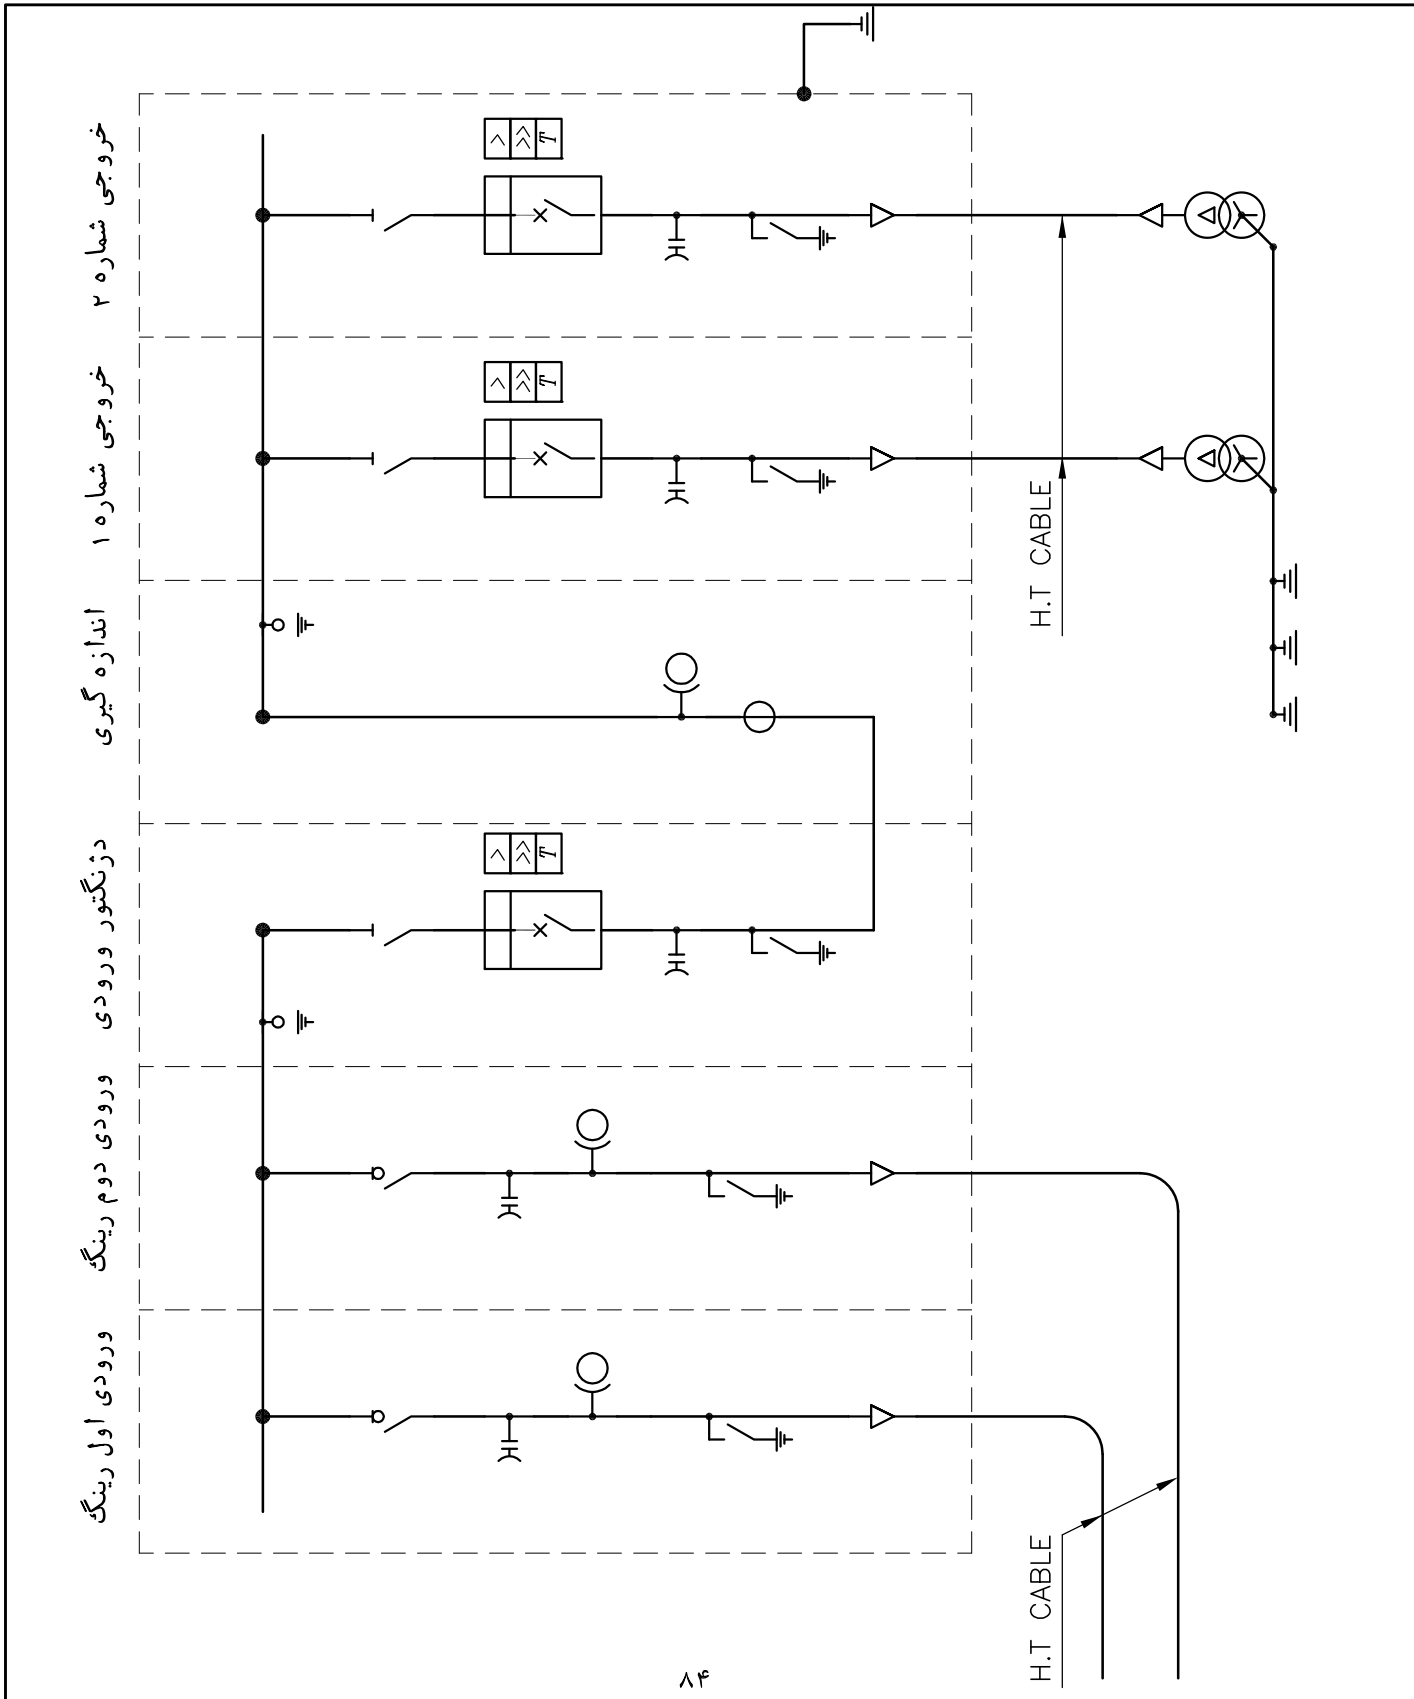 ورودی اول رینگ
ورودی دوم رینگ
دژنگتور ورودی
اندازه گیری
خروجی شماره ۱
خروجی شماره ۲
T
T
T
H.T CABLE
H.T CABLE
۸۴